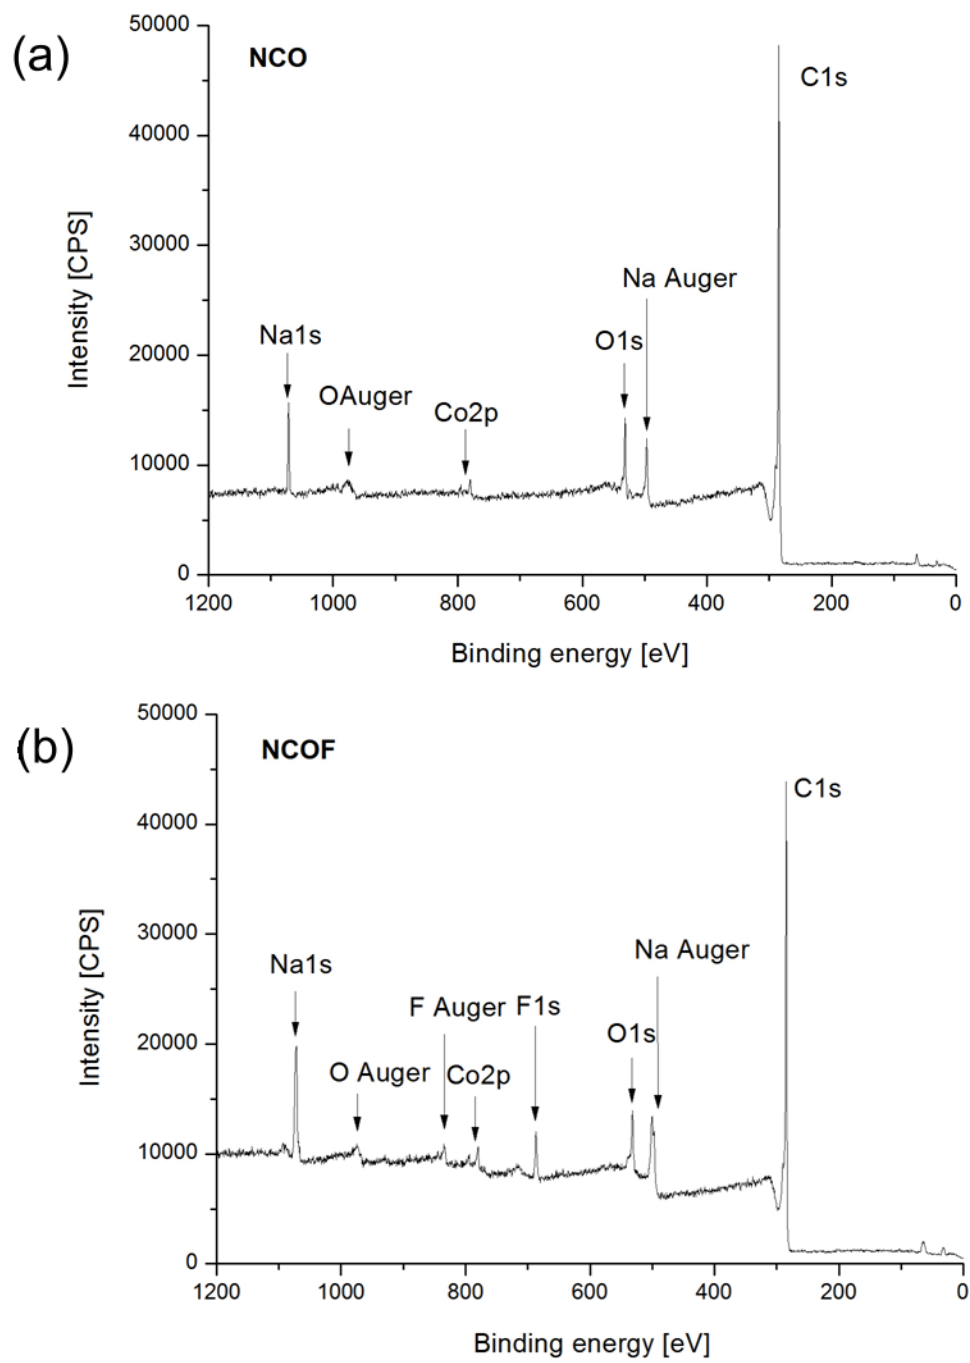 (a)
NCO
C1s
Na Auger
Na1s
O1s
OAuger
Co2p
Intensity [CPS]
50000
40000
30000
20000
10000
0
1200 1000 800 600 400 200 0
Binding energy [eV]
(b)
NCOF
C1s
Na Auger
Na1s
F Auger F1s
O1s
O Auger Co2p
Intensity [CPS]
50000
40000
30000
20000
10000
0
1200 1000 800 600 400 200 0
Binding energy [eV]